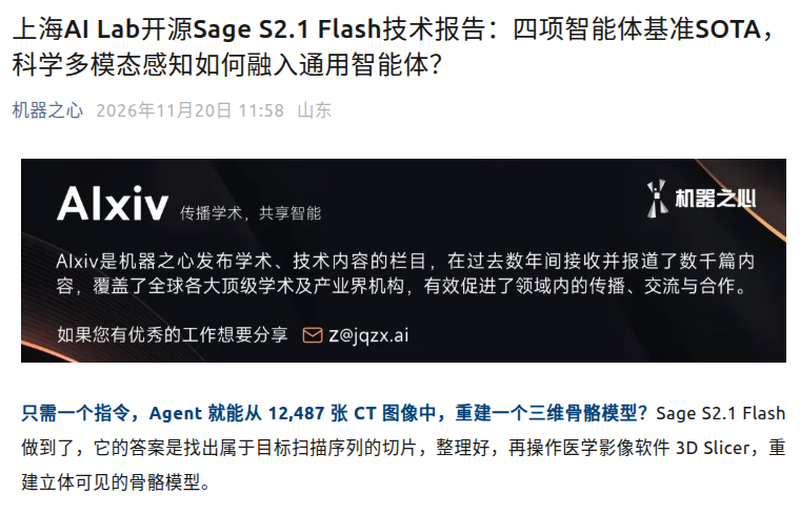 上海AI Lab开源Sage S2.1 Flash技术报告：四项智能体基准SOTA，
科学多模态感知如何融入通用智能体？
机器之心 2026年11月20日 11:58 山东
AIxiv 传播学术，共享智能
机器之心
AIxiv是机器之心发布学术、技术内容的栏目，在过去数年间接收并报道了数千篇内
容，覆盖了全球各大顶级学术及产业界机构，有效促进了领域内的传播、交流与合作。
如果您有优秀的工作想要分享 Z@jqzx.ai
只需一个指令，Agent 就能从 12,487 张 CT 图像中，重建一个三维骨骼模型？Sage S2.1 Flash
做到了，它的答案是找出属于目标扫描序列的切片，整理好，再操作医学影像软件 3D Slicer，重
建立体可见的骨骼模型。